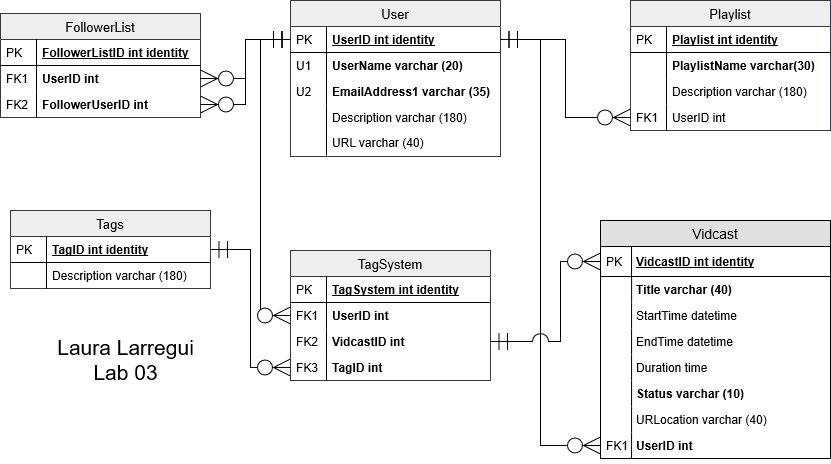 FollowerList
PK FollowerListID int identity
FK1 UserID int
FK2 FollowerUserID int
User
PK UserID int identity
U1 UserName varchar (20)
U2 EmailAddress1 varchar (35)
Description varchar (180)
URL varchar (40)
Playlist
PK Playlist int identity
PlaylistName varchar(30)
Description varchar (180)
FK1 UserID int
Tags
PK TagID int identity
Description varchar (180)
TagSystem
PK TagSystem int identity
FK1 UserID int
FK2 VidcastID int
FK3 TagID int
Vidcast
PK VidcastID int identity
Title varchar (40)
StartTime datetime
EndTime datetime
Duration time
Status varchar (10)
URLocation varchar (40)
FK1 UserID int
Laura Larregui
Lab 03